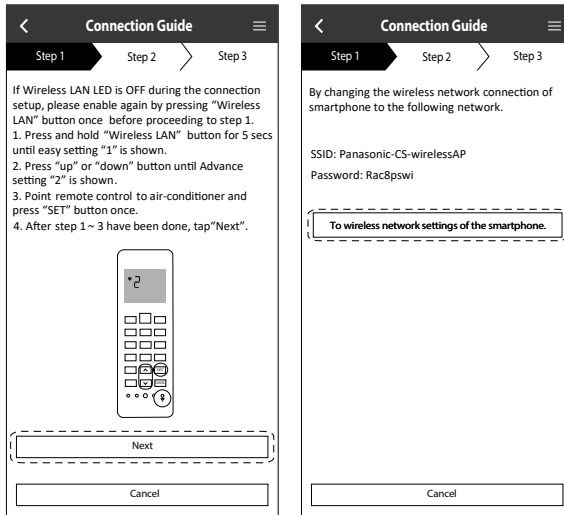 Connection Guide
Step 1 Step 2 Step 3
If Wireless LAN LED is OFF during the connection
setup, please enable again by pressing “Wireless
LAN” button once before proceeding to step 1.
1. Press and hold “Wireless LAN” button for 5 secs
until easy setting “1” is shown.
2. Press “up” or “down” button until Advance
setting “2” is shown.
3. Point remote control to air-conditioner and
press “SET” button once.
4. After step 1 ~ 3 have been done, tap“Next”.
2
Next
Cancel
Connection Guide
Step 1 Step 2 Step 3
By changing the wireless network connection of
smartphone to the following network.
SSID: Panasonic-CS-wirelessAP
Password: Rac8pswi
To wireless network settings of the smartphone.
Cancel